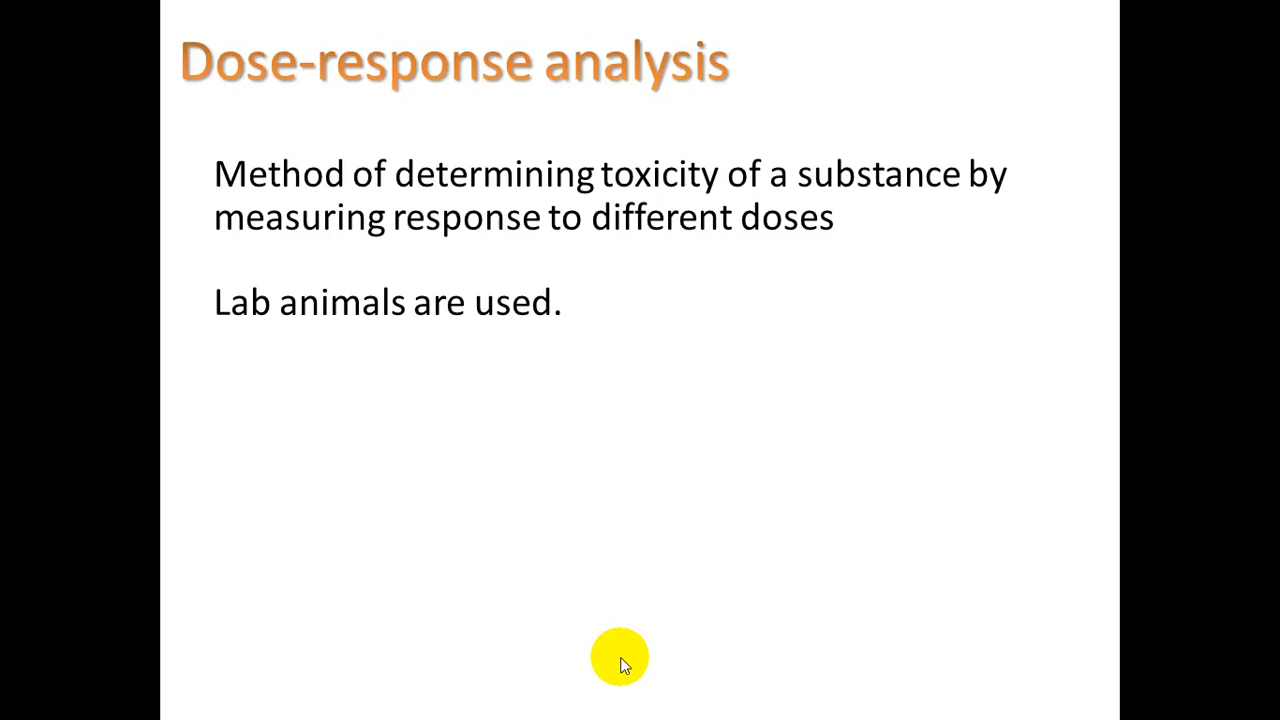 Dose-response analysis
Method of determining toxicity of a substance by
measuring response to different doses
Lab animals are used.